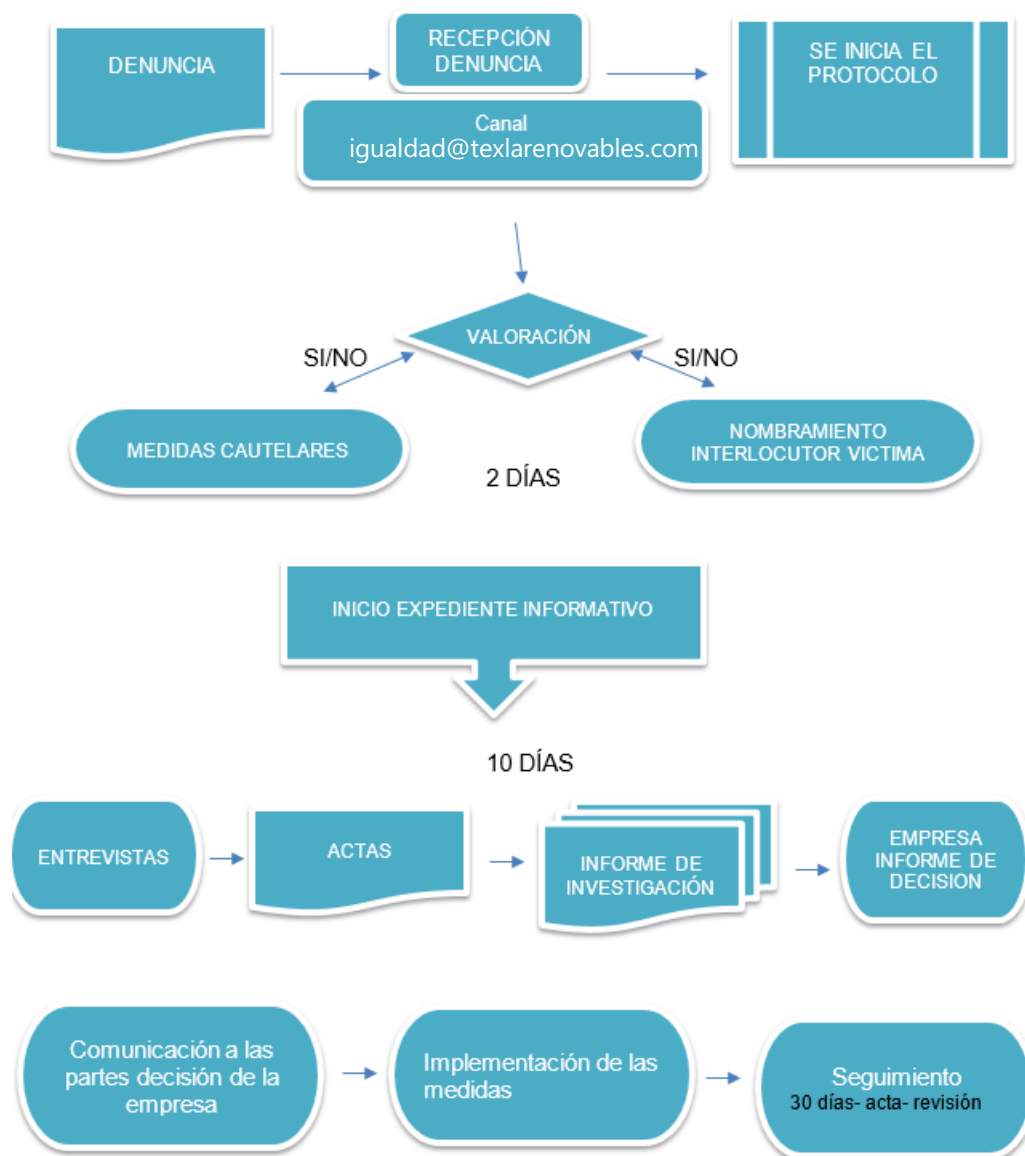 DENUNCIA
RECEPCIÓN
DENUNCIA
SE INICIA EL
PROTOCOLO
Canal
igualdad@texlarenovables.com
VALORACIÓN
SI/NO
SI/NO
MEDIDAS CAUTELARES
NOMBRAMIENTO
INTERLOCUTOR VICTIMA
2 DÍAS
INICIO EXPEDIENTE INFORMATIVO
10 DÍAS
ENTREVISTAS
ACTAS
INFORME DE
INVESTIGACIÓN
EMPRESA
INFORME DE
DECISION
Comunicación a las
partes decisión de la
empresa
Implementación de las
medidas
Seguimiento
30 días- acta- revisión